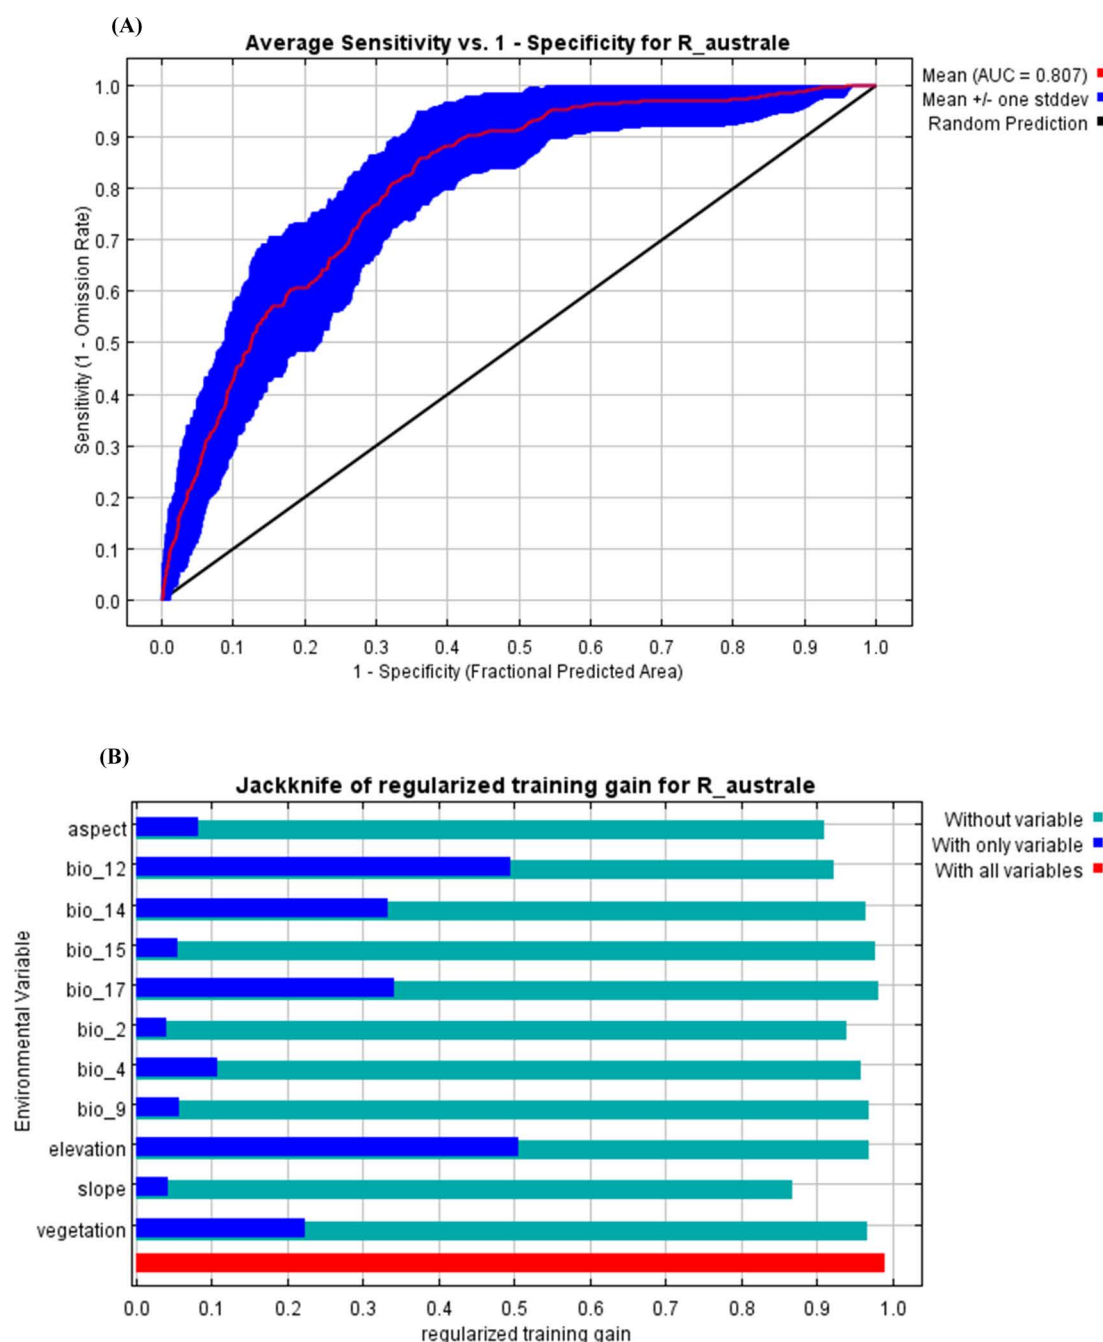 (A)
Average Sensitivity vs. 1 - Specificity for R_australe
Mean (AUC = 0.807)
Mean +/- one stddev
Random Prediction
Sensitivity (1 - Omission Rate)
1.0
0.9
0.8
0.7
0.6
0.5
0.4
0.3
0.2
0.1
0.0
0.0 0.1 0.2 0.3 0.4 0.5 0.6 0.7 0.8 0.9 1.0
1 - Specificity (Fractional Predicted Area)
(B)
Jackknife of regularized training gain for R_australe
Without variable
With only variable
With all variables
Environmental Variable
aspect
bio_12
bio_14
bio_15
bio_17
bio_2
bio_4
bio_9
elevation
slope
vegetation
0.0 0.1 0.2 0.3 0.4 0.5 0.6 0.7 0.8 0.9 1.0
regularized training gain